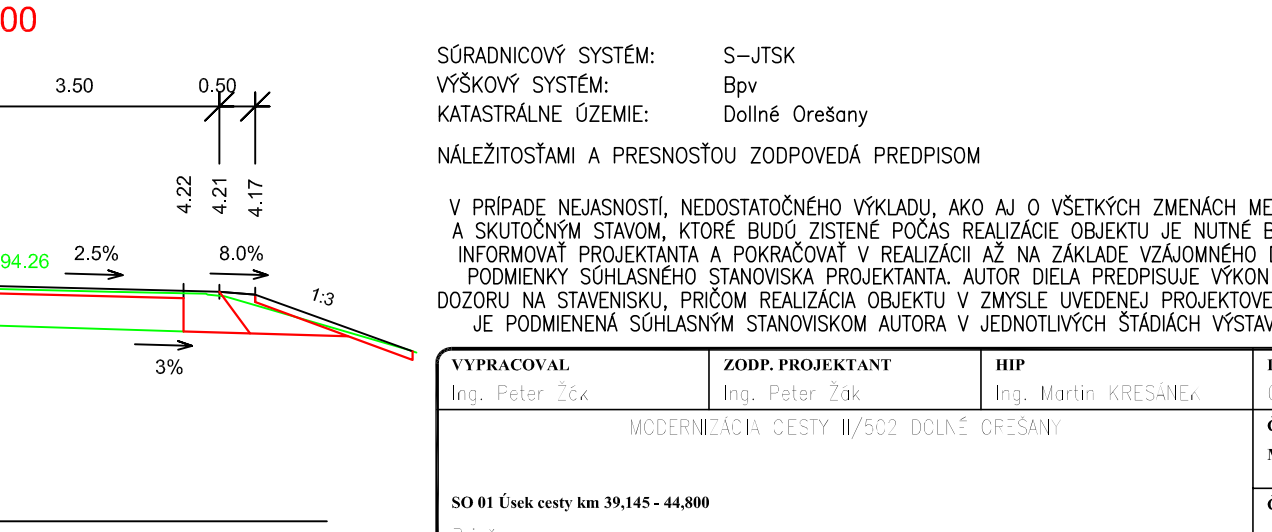 00
3.50 0.50
4.22 4.21 4.17
94.26 2.5% 8.0%
1:3
3%
SÚRADNICOVÝ SYSTÉM: S-JTSK
VÝŠKOVÝ SYSTÉM: Bpv
KATASTRÁLNE ÚZEMIE: Dollné Orešany
NÁLEŽITOSŤAMI A PRESNOSŤOU ZODPOVEDÁ PREDPISOM
V PRÍPADE NEJASNOSTÍ, NEDOSTATOČNÉHO VÝKLADU, AKO AJ O VŠETKÝCH ZMENÁCH ME
A SKUTOČNÝM STAVOM, KTORÉ BUDÚ ZISTENÉ POČAS REALIZÁCIE OBJEKTU JE NUTNÉ B
INFORMOVAŤ PROJEKTANTA A POKRAČOVAŤ V REALIZÁCII AŽ NA ZÁKLADE VZÁJOMNÉHO
PODMIENKY SÚHLASNÉHO STANOVISKA PROJEKTANTA. AUTOR DIELA PREDPISUJE VÝKON
DOZORU NA STAVENISKU, PRIČOM REALIZÁCIA OBJEKTU V ZMYSLE UVEDENEJ PROJEKTOVE
JE PODMIENENÁ SÚHLASNÝM STANOVISKOM AUTORA V JEDNOTLIVÝCH ŠTÁDIÁCH VÝSTAV
VYPRACOVAL ZODP. PROJEKTANT HIP
Ing. Peter Žák Ing. Peter Žák Ing. Martin KRESÁNEK
MODERNIZÁCIA CESTY II/502 DOLNÉ OREŠANY
SO 01 Úsek cesty km 39,145 - 44,800